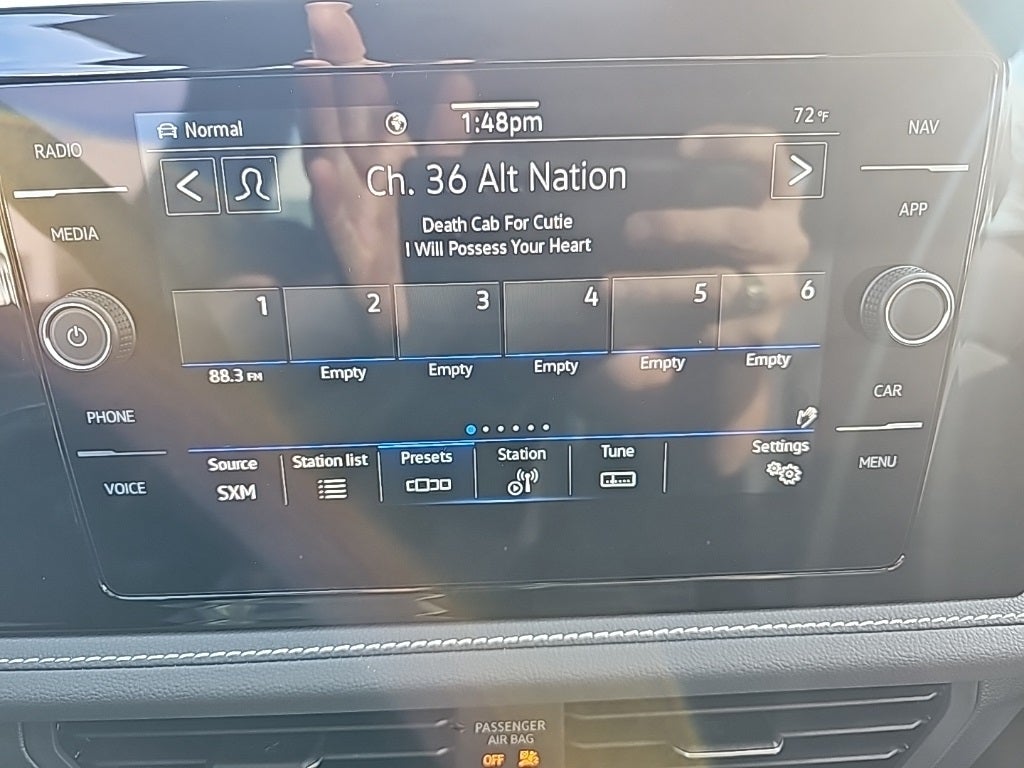 Normal
1:48pm
72°F
RADIO
NAV
Ch. 36 Alt Nation
MEDIA
APP
Death Cab For Cutie
I Will Possess Your Heart
1 2 3 4 5 6
88.3 FM Empty Empty Empty Empty Empty
PHONE
CAR
VOICE
MENU
Source Station list Presets Station Tune Settings
SXM
PASSENGER
AIR BAG
OFF